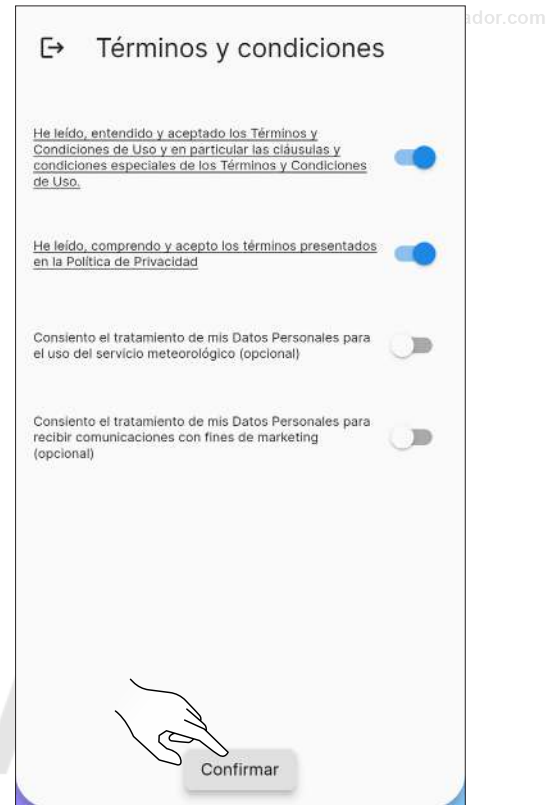 ador.com
Términos y condiciones
He leído, entendido y aceptado los Términos y
Condiciones de Uso y en particular las cláusulas y
condiciones especiales de los Términos y Condiciones
de Uso.
He leído, comprendo y acepto los términos presentados
en la Política de Privacidad
Consiento el tratamiento de mis Datos Personales para
el uso del servicio meteorológico (opcional)
Consiento el tratamiento de mis Datos Personales para
recibir comunicaciones con fines de marketing
(opcional)
Confirmar